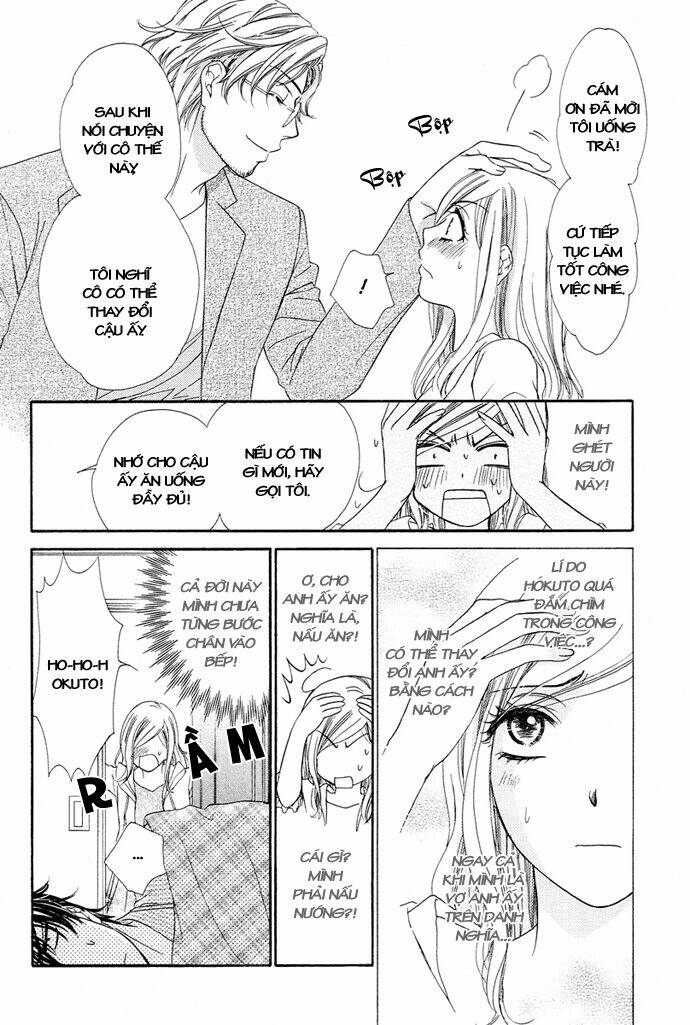 CÁM
ƠN ĐÃ MỜI
TÔI UỐNG
TRÀ!
CỨ TIẾP
TỤC LÀM
TỐT CÔNG
VIỆC NHÉ.
BỘP
BỘP
!
SAU KHI
NÓI CHUYỆN
VỚI CÔ THẾ
NÀY.
TÔI NGHĨ
CÔ CÓ THỂ
THAY ĐỔI
CẬU ẤY.
MÌNH
GHÉT
NGƯỜI
NÀY!
NẾU CÓ TIN
GÌ MỚI, HÃY
GỌI TÔI.
NHỚ CHO CẬU
ẤY ĂN UỐNG
ĐẦY ĐỦ!
LÍ DO
HÓKUTO QUÁ
ĐẮM CHÌM
TRONG CÔNG
VIỆC...?
MÌNH
CÓ THỂ THAY
ĐỔI ANH ẤY?
BẰNG CÁCH
NÀO?
NGAY CẢ
KHI MÌNH LÀ
VỢ ANH ẤY
TRÊN DANH
NGHĨA...
Ơ, CHO
ANH ẤY ĂN?
NGHĨA LÀ,
NẤU ĂN?!
CÁI GÌ?
MÌNH
PHẢI NẤU
NƯỚNG?!
CẢ ĐỜI NÀY
MÌNH CHƯA
TỪNG BƯỚC
CHÂN VÀO
BẾP!
HO-HO-H
OKUTO!
RẦM
...